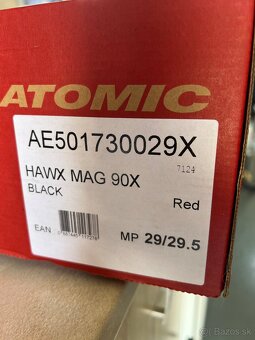 ATOMIC
AE501730029X
7124
HAWX MAG 90X
BLACK
Red
EAN
MP 29/29.5
bazos.sk